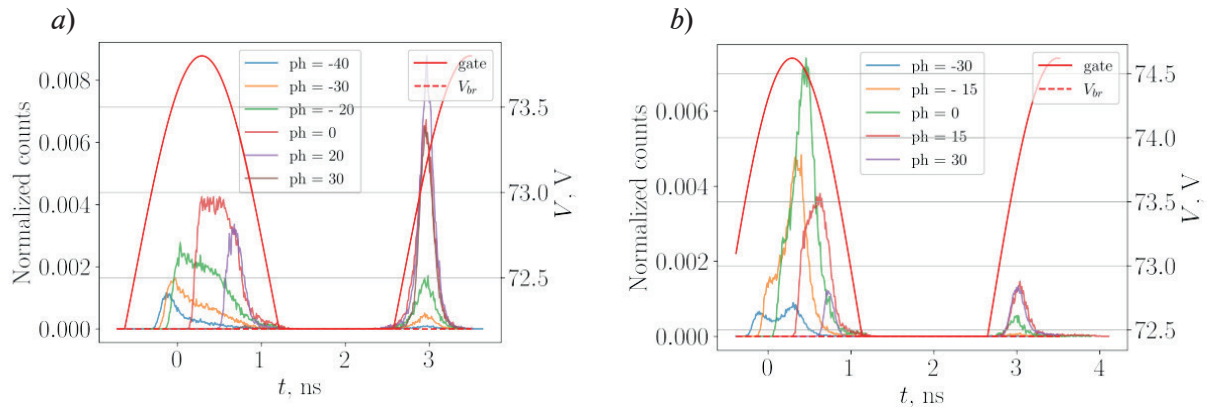 a)
ph = -40
ph = -30
ph = - 20
ph = 0
ph = 20
ph = 30
gate
V_br
Normalized counts
0.008
0.006
0.004
0.002
0.000
73.5
73.0
72.5
V, V
0
1
2
3
t, ns
b)
ph = -30
ph = - 15
ph = 0
ph = 15
ph = 30
gate
V_br
Normalized counts
0.006
0.004
0.002
0.000
74.5
74.0
73.5
73.0
72.5
V, V
0
1
2
3
4
t, ns